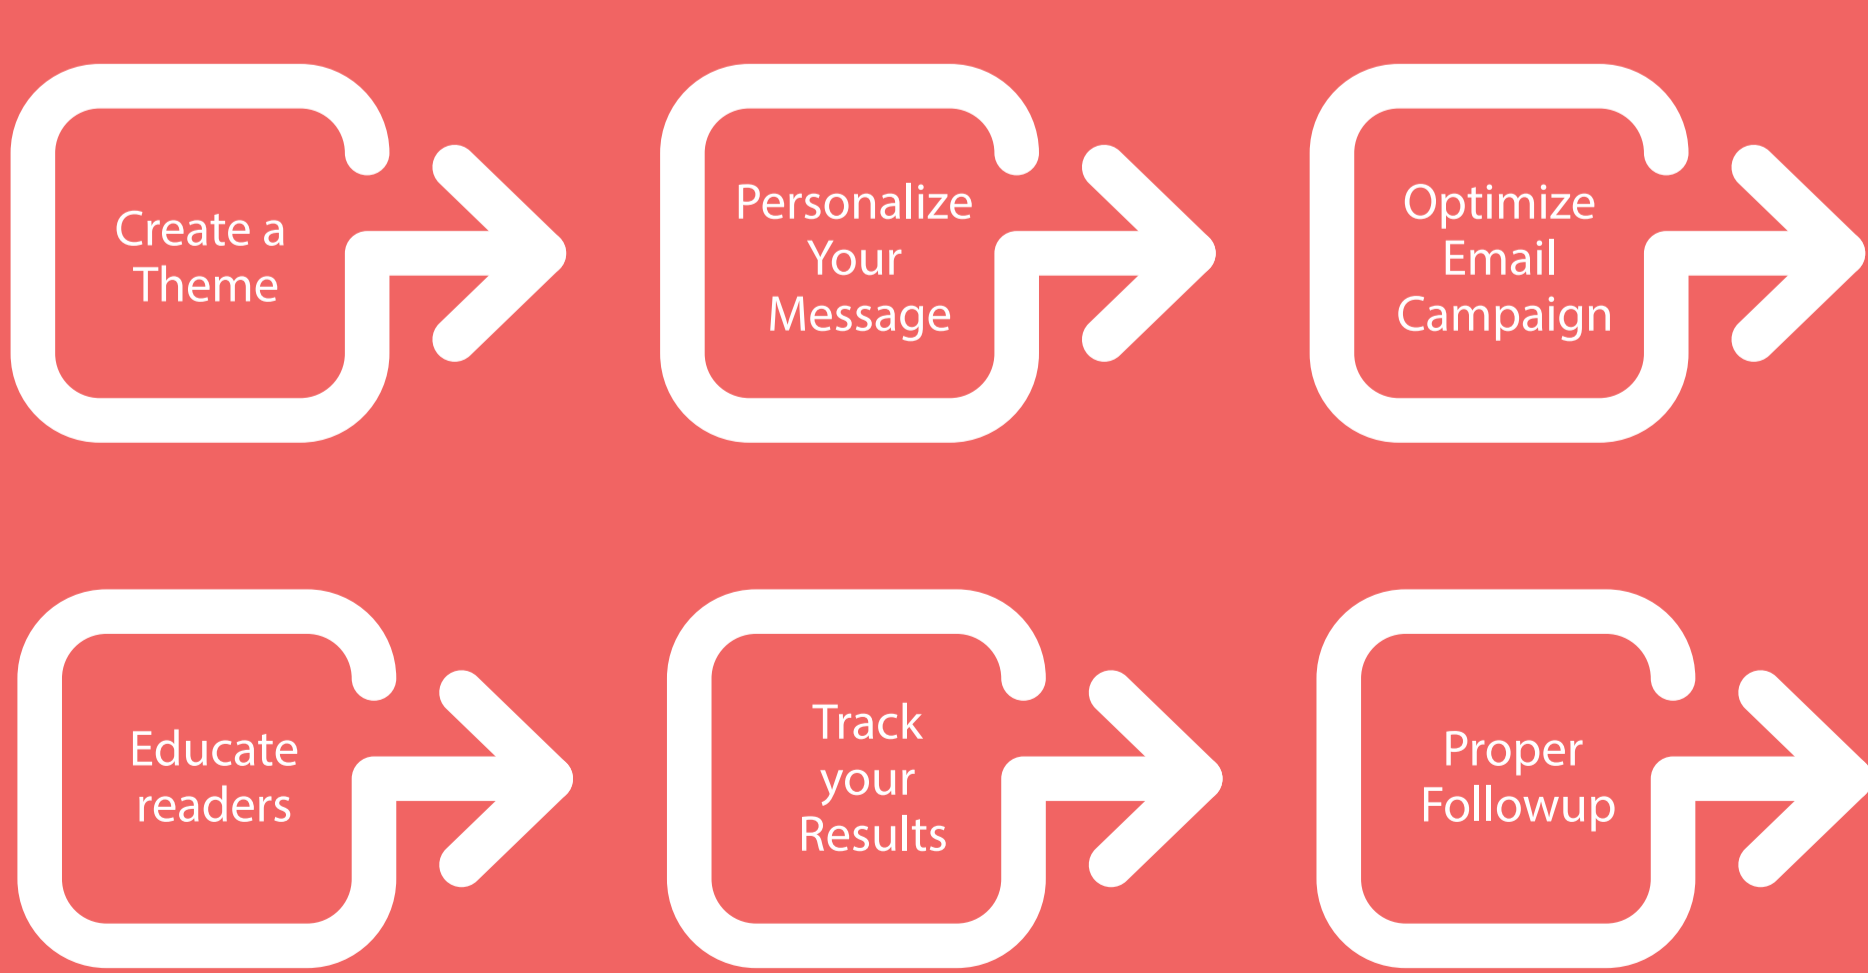 Create a
Theme
Personalize
Your
Message
Optimize
Email
Campaign
Educate
readers
Track
your
Results
Proper
Followup